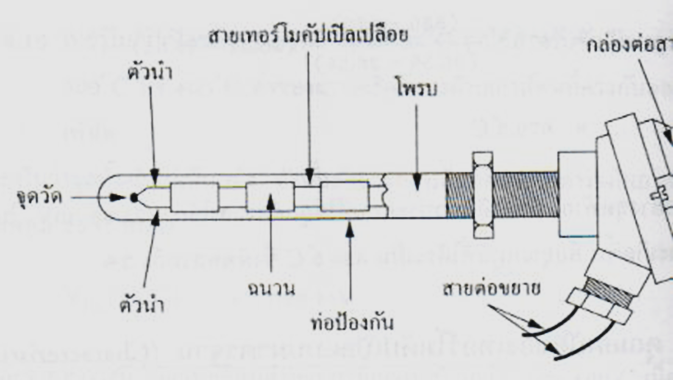 สายเทอร์โมคัปเปิลเปลือย
กล่องต่อสา
ตัวนำ
โพรบ
จุดวัด
ฉนวน
สายต่อขยาย
ตัวนำ
ท่อป้องกัน